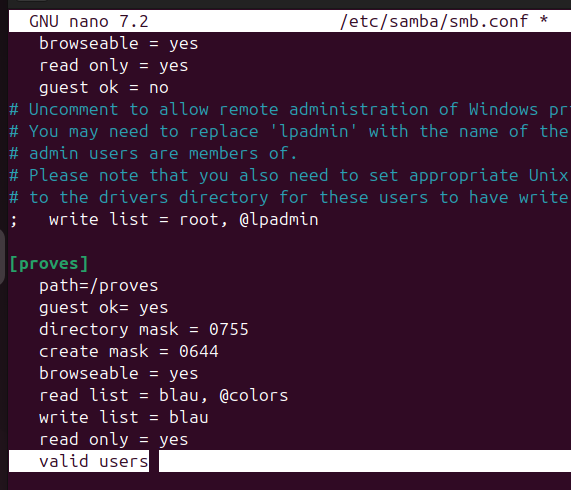 GNU nano 7.2 /etc/samba/smb.conf *
browseable = yes
read only = yes
guest ok = no
# Uncomment to allow remote administration of Windows pr
# You may need to replace 'lpadmin' with the name of the
# admin users are members of.
# Please note that you also need to set appropriate Unix
# to the drivers directory for these users to have write
;   write list = root, @lpadmin
[proves]
path=/proves
guest ok= yes
directory mask = 0755
create mask = 0644
browseable = yes
read list = blau, @colors
write list = blau
read only = yes
valid users